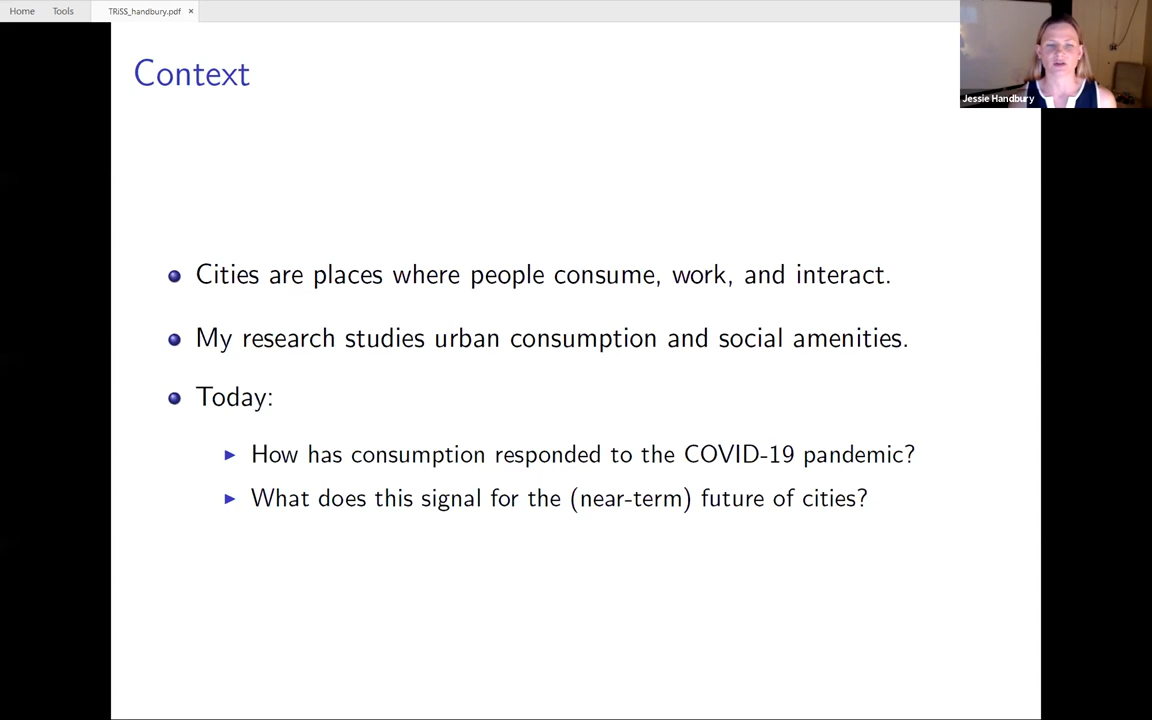 Home
Tools
TRiSS_handbury.pdf
×
Context
Jessie Handbury
Cities are places where people consume, work, and interact.
My research studies urban consumption and social amenities.
Today:
How has consumption responded to the COVID-19 pandemic?
What does this signal for the (near-term) future of cities?